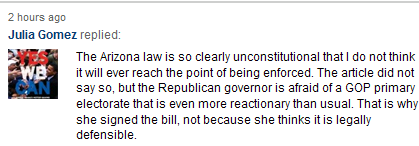 2 hours ago
Julia Gomez replied:
YES
WE
CAN
The Arizona law is so clearly unconstitutional that I do not think
it will ever reach the point of being enforced. The article did not
say so, but the Republican governor is afraid of a GOP primary
electorate that is even more reactionary than usual. That is why
she signed the bill, not because she thinks it is legally
defensible.